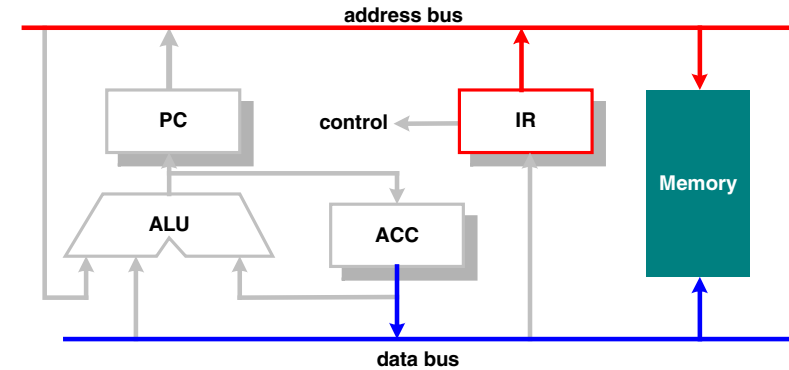 address bus
PC
control
IR
Memory
ALU
ACC
data bus